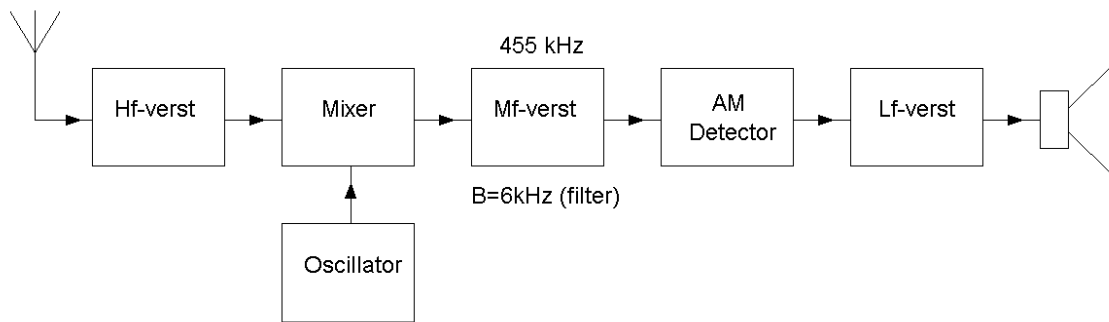 455 kHz
Hf-verst
Mixer
Mf-verst
AM
Detector
Lf-verst
B=6kHz (filter)
Oscillator